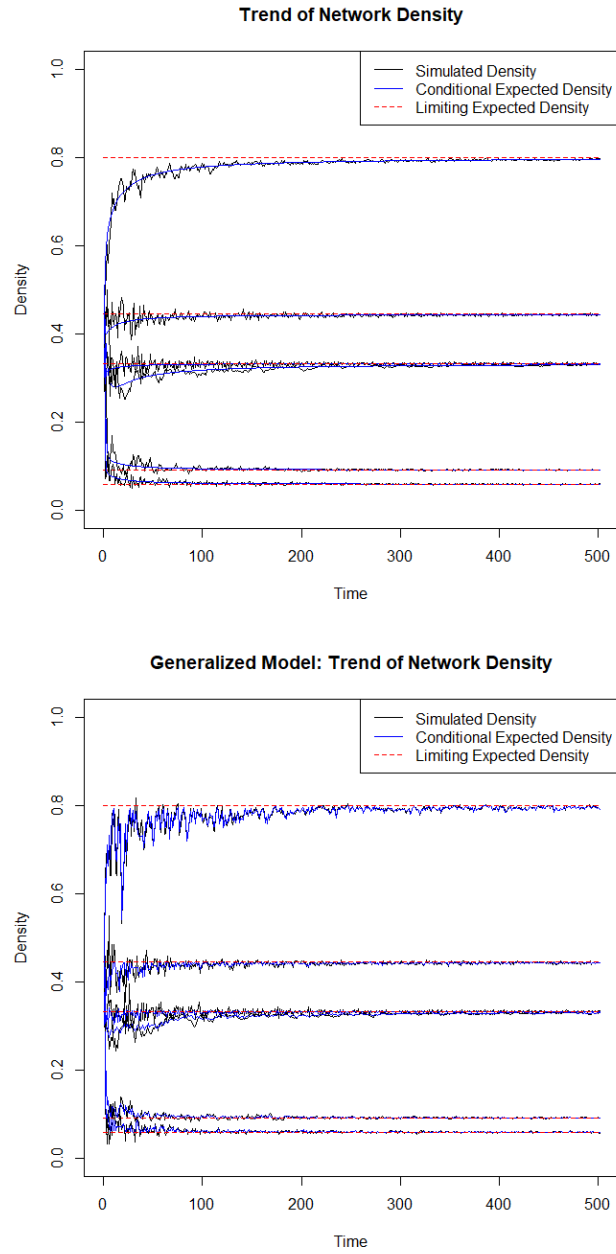 Trend of Network Density
1.0
Simulated Density
Conditional Expected Density
Limiting Expected Density
0.8
0.6
Density
0.4
0.2
0.0
0 100 200 300 400 500
Time
Generalized Model: Trend of Network Density
1.0
Simulated Density
Conditional Expected Density
Limiting Expected Density
0.8
0.6
Density
0.4
0.2
0.0
0 100 200 300 400 500
Time